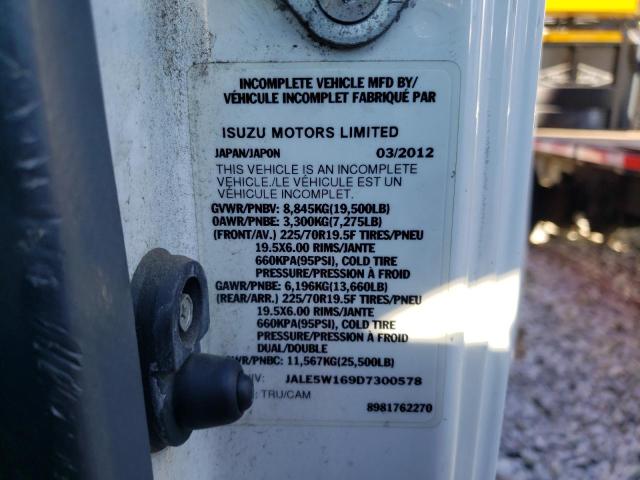 INCOMPLETE VEHICLE MFD BY/
VÉHICULE INCOMPLET FABRIQUÉ PAR
ISUZU MOTORS LIMITED
JAPAN/JAPON 03/2012
THIS VEHICLE IS AN INCOMPLETE
VEHICLE./LE VÉHICULE EST UN
VÉHICULE INCOMPLET.
GVWR/PNBV: 8,845KG(19,500LB)
OAWR/PNBE: 3,300KG(7,275LB)
(FRONT/AV.) 225/70R19.5F TIRES/PNEU
19.5X6.00 RIMS/JANTE
660KPA(95PSI), COLD TIRE
PRESSURE/PRESSION À FROID
GAWR/PNBE: 6,196KG(13,660LB)
(REAR/ARR.) 225/70R19.5F TIRES/PNEU
19.5X6.00 RIMS/JANTE
660KPA(95PSI), COLD TIRE
PRESSURE/PRESSION À FROID
DUAL/DOUBLE
WR/PNBC: 11,567KG(25,500LB)
NIV: JALE5W169D7300578
: TRU/CAM
8981762270